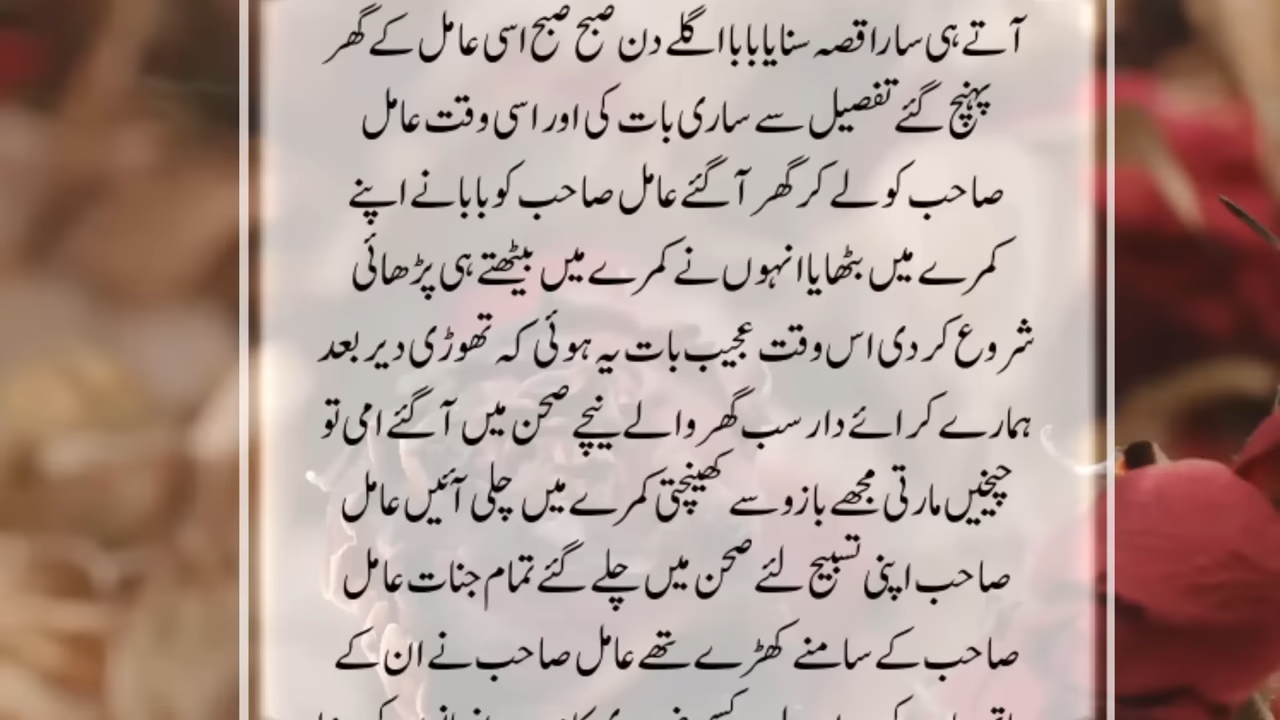 آتے ہی سارا قصہ سنایا بابا اگلے دن صبح صبح اسی عامل کے گھر
پہنچ گئے تفصیل سے ساری بات کی اور اسی وقت عامل
صاحب کو لے کر گھر آ گئے عامل صاحب کو بابا نے اپنے
کمرے میں بٹھایا انہوں نے کمرے میں بیٹھتے ہی پڑھائی
شروع کر دی اس وقت عجیب بات یہ ہوئی کہ تھوڑی دیر بعد
ہمارے کرائے دار سب گھر والے نیچے صحن میں آ گئے امی تو
چیخیں مارتی مجھے بازو سے کھینچتی کمرے میں چلی آئیں عامل
صاحب اپنی تسبیح لئے صحن میں چلے گئے تمام جنات عامل
صاحب کے سامنے کھڑے تھے عامل صاحب نے ان کے